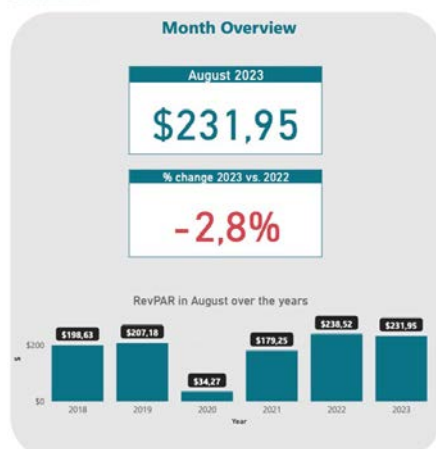 Month Overview
August 2023
$231,95
% change 2023 vs. 2022
-2,8%
RevPAR in August over the years
$198,63 $207,18 $34,27 $179,25 $238,52 $231,95
$200
$
$0
2018 2019 2020 2021 2022 2023
Year